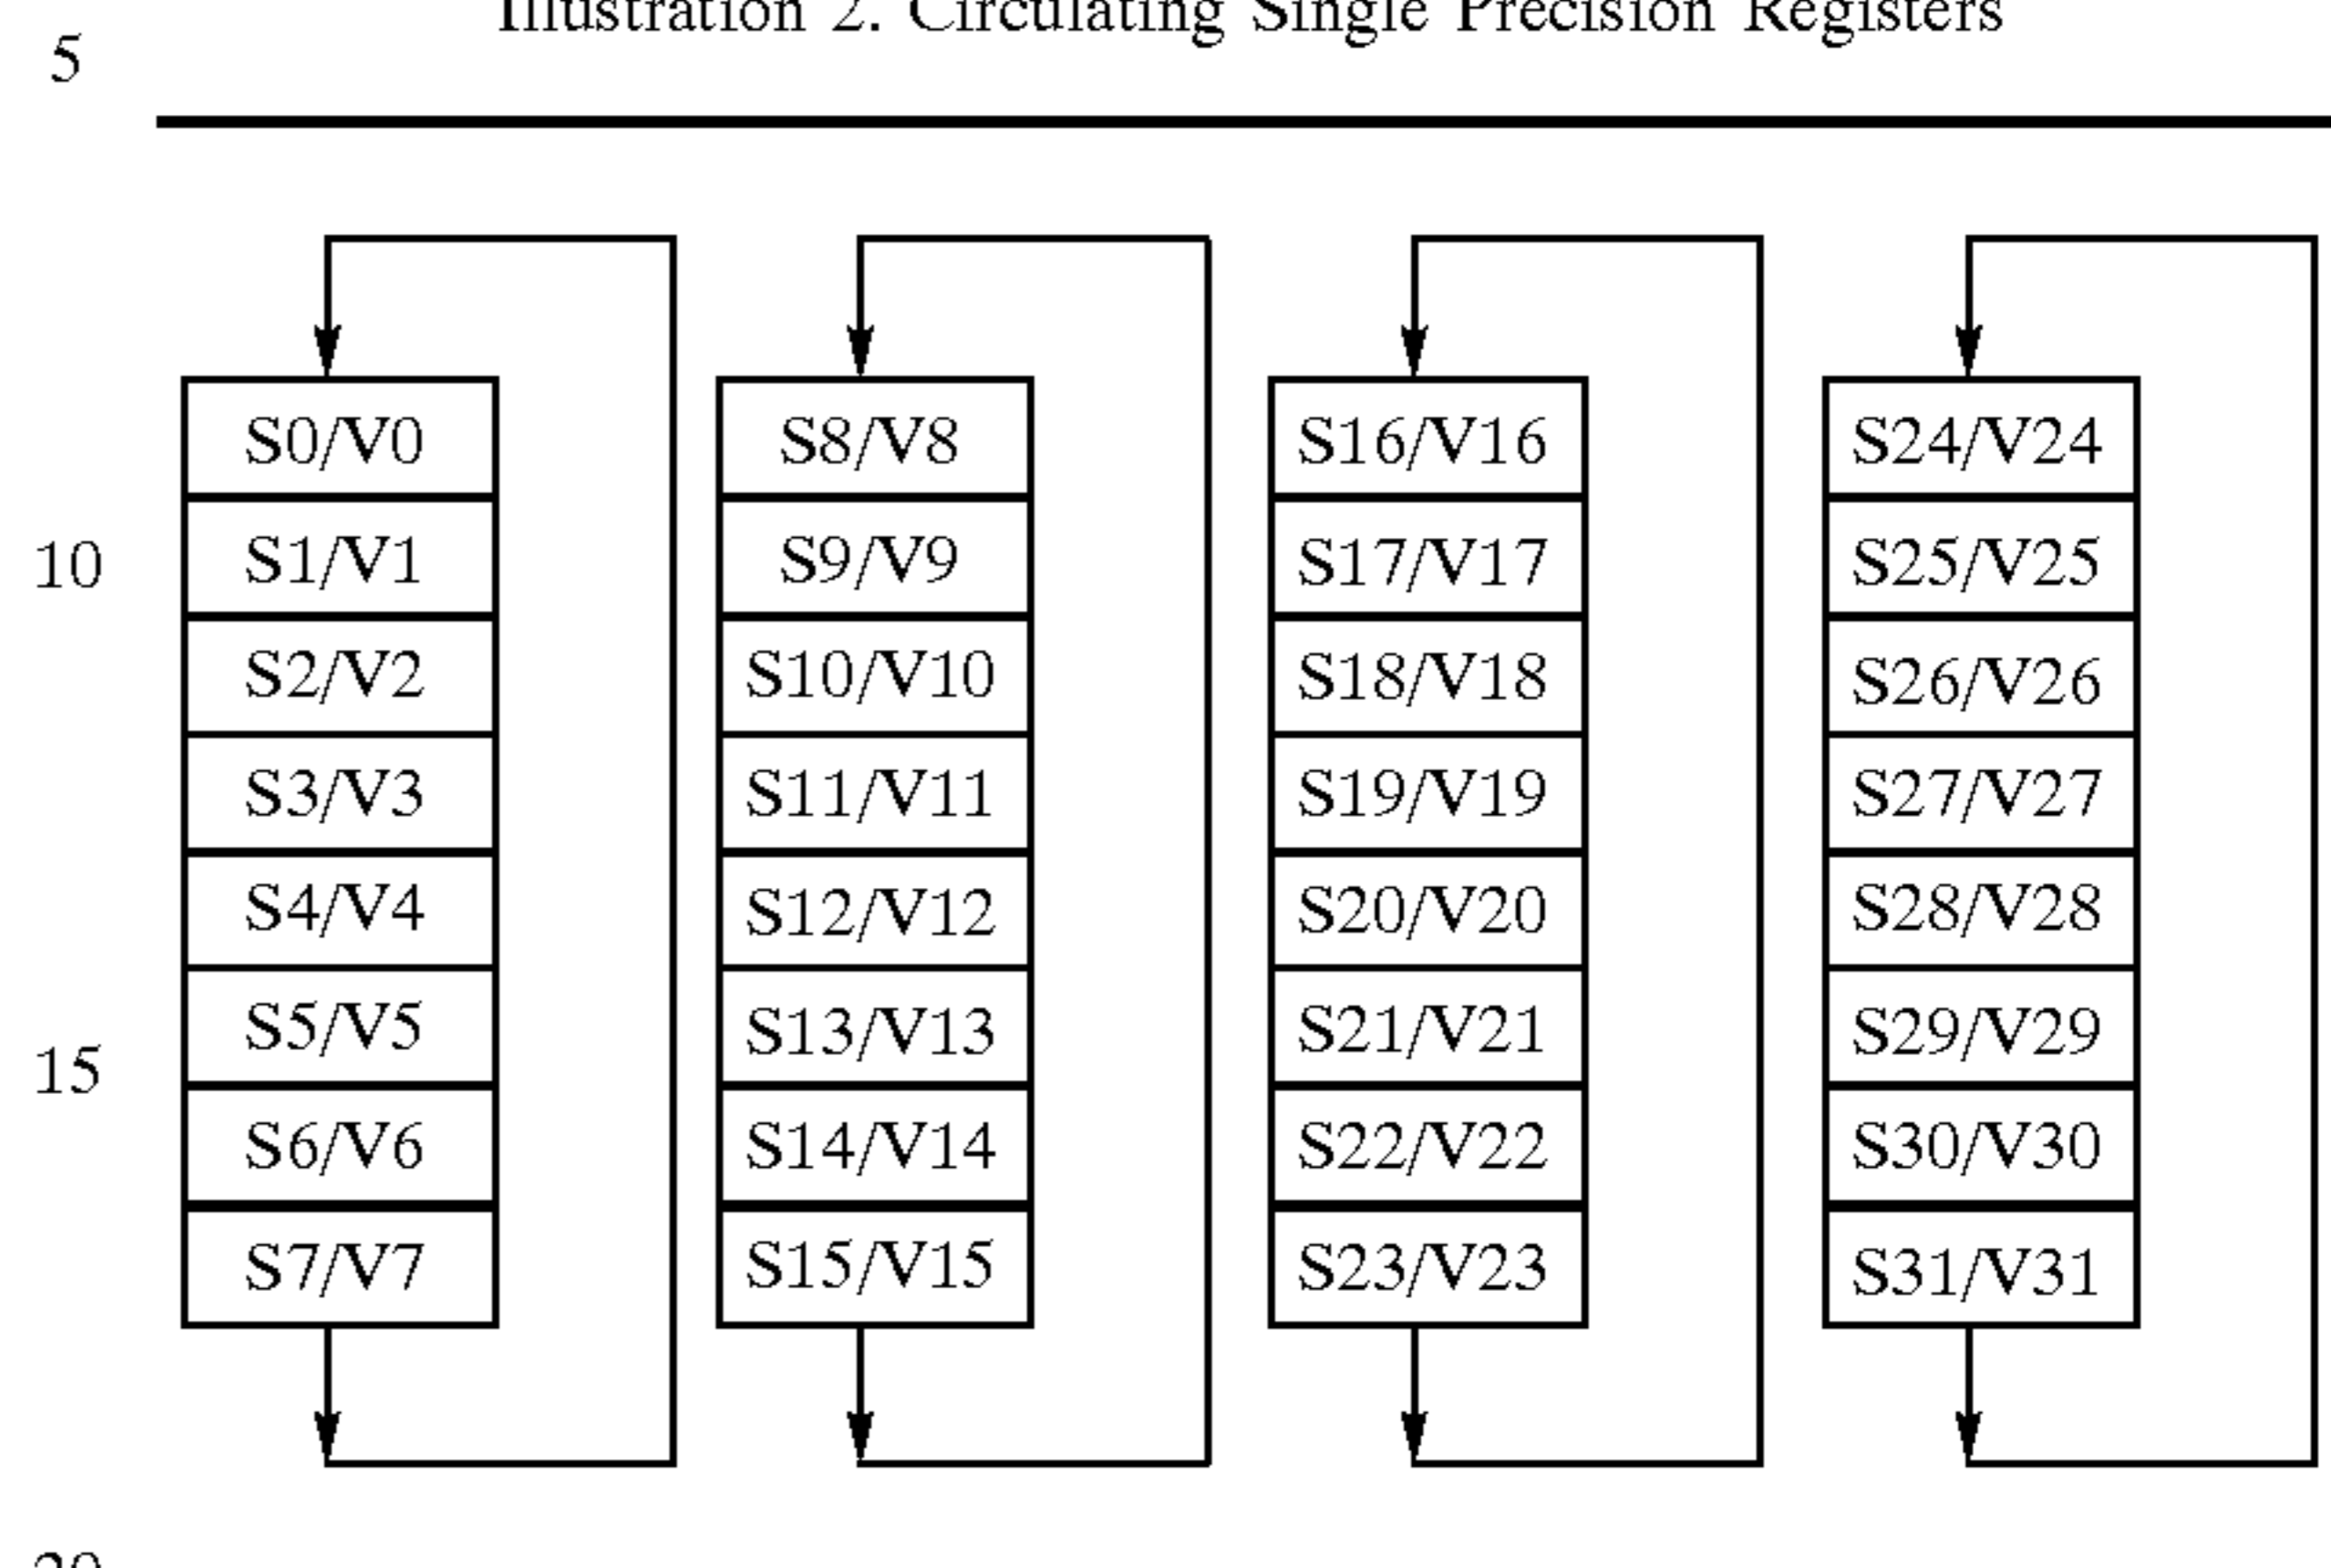 Illustration 2. Circulating Single Precision Registers
5
S0/V0 S8/V8 S16/V16 S24/V24
10 S1/V1 S9/V9 S17/V17 S25/V25
S2/V2 S10/V10 S18/V18 S26/V26
S3/V3 S11/V11 S19/V19 S27/V27
S4/V4 S12/V12 S20/V20 S28/V28
S5/V5 S13/V13 S21/V21 S29/V29
15
S6/V6 S14/V14 S22/V22 S30/V30
S7/V7 S15/V15 S23/V23 S31/V31
20